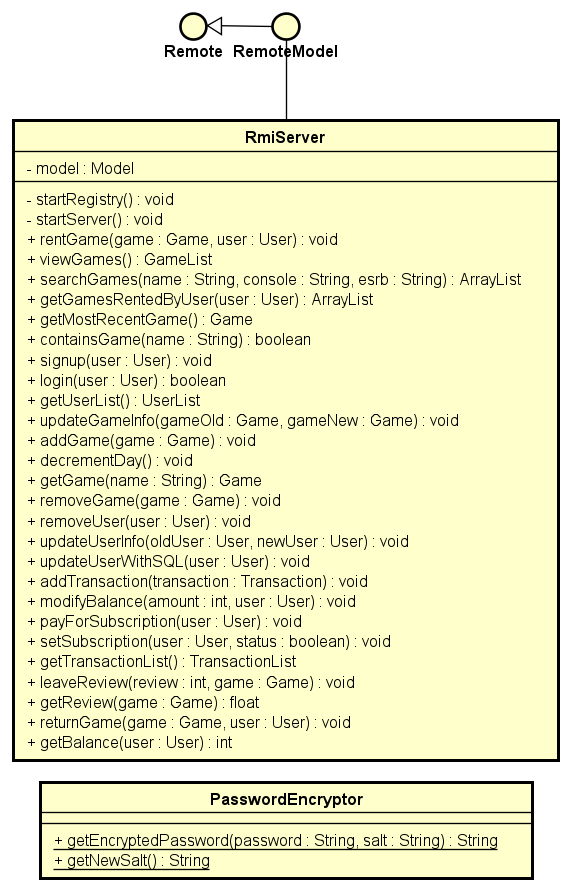 Remote RemoteModel
RmiServer
- model : Model
- startRegistry() : void
- startServer() : void
+ rentGame(game : Game, user : User) : void
+ viewGames() : GameList
+ searchGames(name : String, console : String, esrb : String) : ArrayList
+ getGamesRentedByUser(user : User) : ArrayList
+ getMostRecentGame() : Game
+ containsGame(name : String) : boolean
+ signup(user : User) : void
+ login(user : User) : boolean
+ getUserList() : UserList
+ updateGameInfo(gameOld : Game, gameNew : Game) : void
+ addGame(game : Game) : void
+ decrementDay() : void
+ getGame(name : String) : Game
+ removeGame(game : Game) : void
+ removeUser(user : User) : void
+ updateUserInfo(oldUser : User, newUser : User) : void
+ updateUserWithSQL(user : User) : void
+ addTransaction(transaction : Transaction) : void
+ modifyBalance(amount : int, user : User) : void
+ payForSubscription(user : User) : void
+ setSubscription(user : User, status : boolean) : void
+ getTransactionList() : TransactionList
+ leaveReview(review : int, game : Game) : void
+ getReview(game : Game) : float
+ returnGame(game : Game, user : User) : void
+ getBalance(user : User) : int
PasswordEncryptor
+ getEncryptedPassword(password : String, salt : String) : String
+ getNewSalt() : String